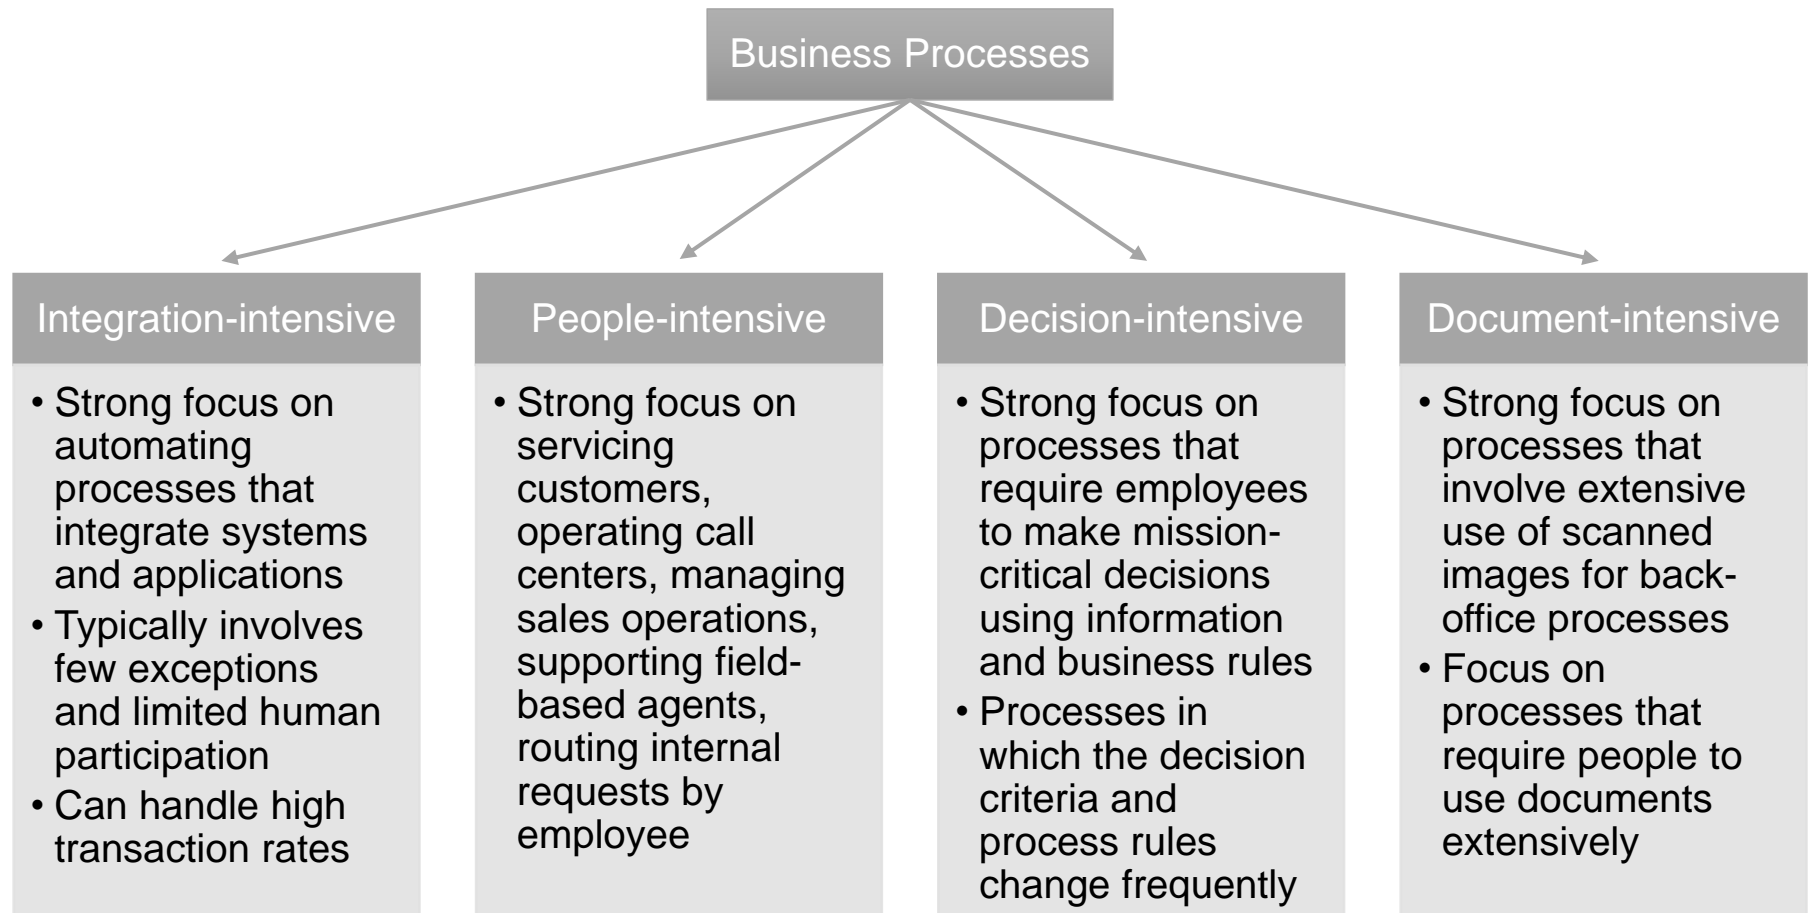 Business Processes
Integration-intensive
• Strong focus on
automating
processes that
integrate systems
and applications
• Typically involves
few exceptions
and limited human
participation
• Can handle high
transaction rates
People-intensive
• Strong focus on
servicing
customers,
operating call
centers, managing
sales operations,
supporting field-
based agents,
routing internal
requests by
employee
Decision-intensive
• Strong focus on
processes that
require employees
to make mission-
critical decisions
using information
and business rules
• Processes in
which the decision
criteria and
process rules
change frequently
Document-intensive
• Strong focus on
processes that
involve extensive
use of scanned
images for back-
office processes
• Focus on
processes that
require people to
use documents
extensively